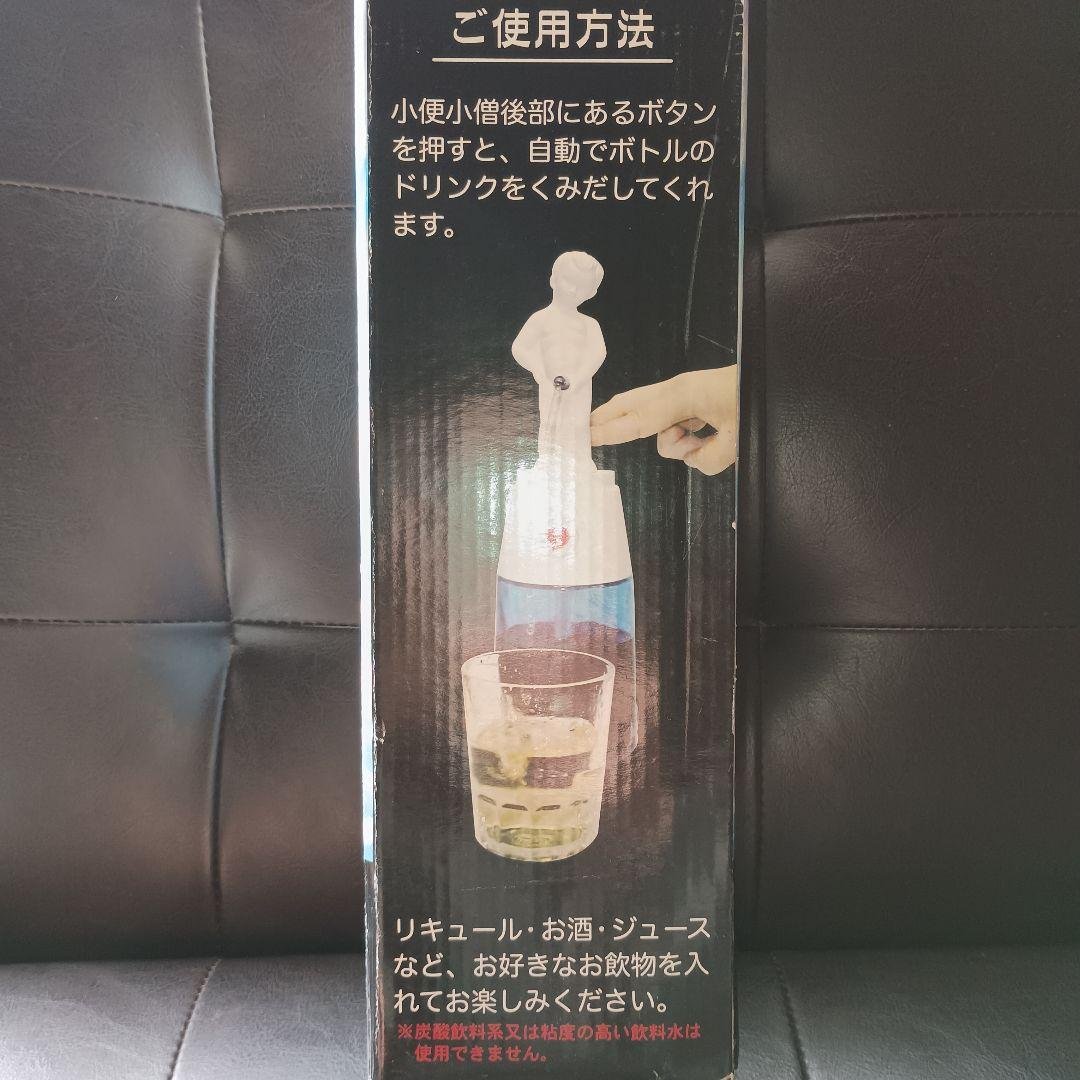 ご使用方法
小便小僧後部にあるボタン
を押すと、自動でボトルの
ドリンクをくみだしてくれ
ます。
リキュール・お酒・ジュース
など、お好きなお飲物を入
れてお楽しみください。
※炭酸飲料系又は粘度の高い飲料水は
使用できません。